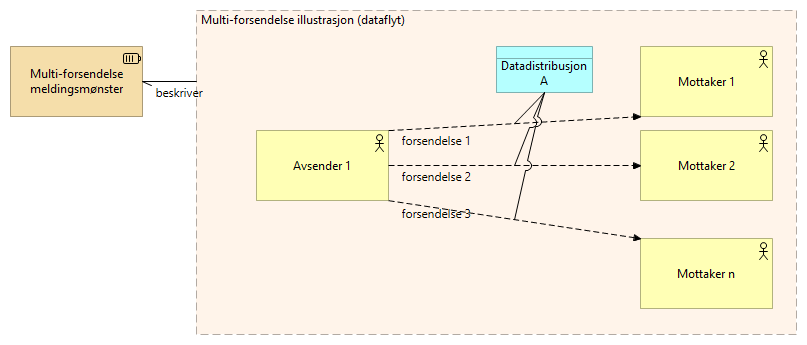 Multi-forsendelse illustrasjon (dataflyt)
Multi-forsendelse
meldingsmønster
beskriver
Datadistribusjon
A
Mottaker 1
Avsender 1
forsendelse 1
Mottaker 2
forsendelse 2
forsendelse 3
Mottaker n